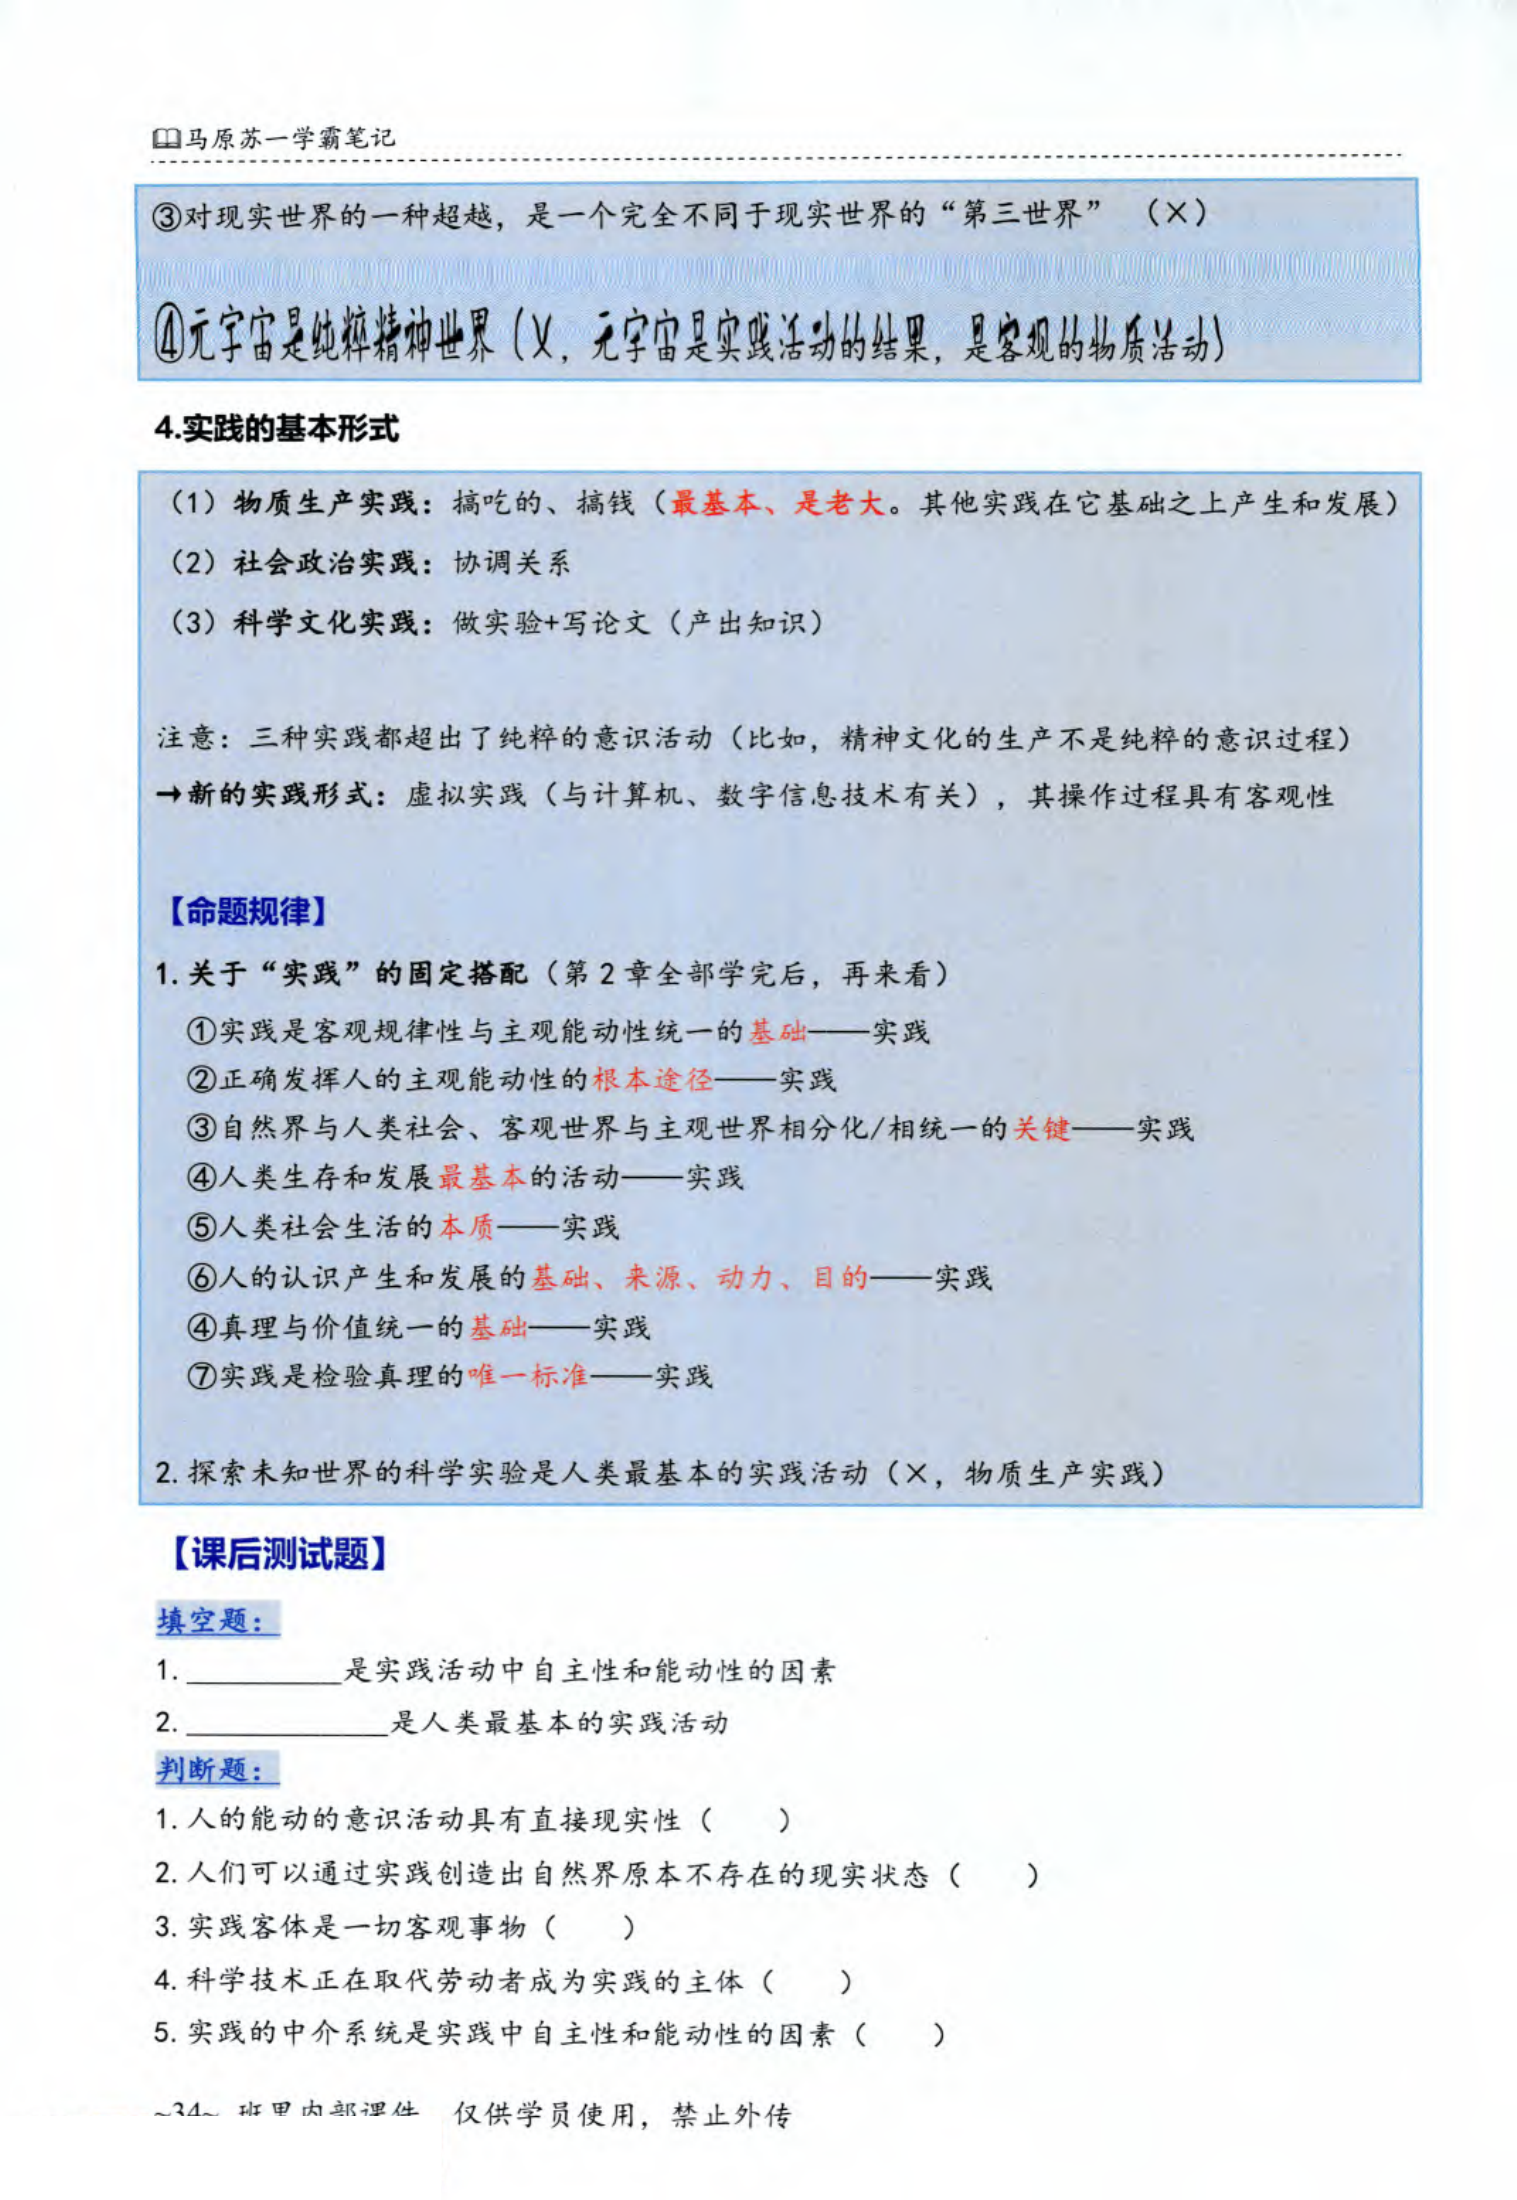 马原苏一学霸笔记
③对现实世界的一种超越，是一个完全不同于现实世界的“第三世界” （×）
④元宇宙是纯粹精神世界（×，元宇宙是实践活动的结果，是客观的物质活动）
4.实践的基本形式
（1）物质生产实践：搞吃的、搞钱（最基本、是老大。其他实践在它基础之上产生和发展）
（2）社会政治实践：协调关系
（3）科学文化实践：做实验+写论文（产出知识）
注意：三种实践都超出了纯粹的意识活动（比如，精神文化的生产不是纯粹的意识过程）
→新的实践形式：虚拟实践（与计算机、数字信息技术有关），其操作过程具有客观性
【命题规律】
1.关于“实践”的固定搭配（第2章全部学完后，再来看）
①实践是客观规律性与主观能动性统一的基础——实践
②正确发挥人的主观能动性的根本途径——实践
③自然界与人类社会、客观世界与主观世界相分化/相统一的关键——实践
④人类生存和发展最基本的活动——实践
⑤人类社会生活的本质——实践
⑥人的认识产生和发展的基础、来源、动力、目的——实践
④真理与价值统一的基础——实践
⑦实践是检验真理的唯一标准——实践
2.探索未知世界的科学实验是人类最基本的实践活动（×，物质生产实践）
【课后测试题】
填空题：
1.__________是实践活动中自主性和能动性的因素
2._____________是人类最基本的实践活动
判断题：
1.人的能动的意识活动具有直接现实性（　　）
2.人们可以通过实践创造出自然界原本不存在的现实状态（　　）
3.实践客体是一切客观事物（　　）
4.科学技术正在取代劳动者成为实践的主体（　　）
5.实践的中介系统是实践中自主性和能动性的因素（　　）
~34~ 班里内部课件 仅供学员使用，禁止外传